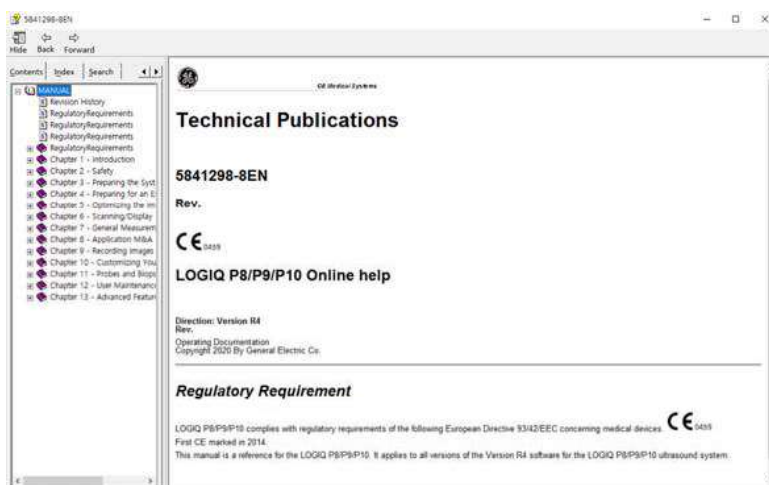 5841298-8EN
Hide Back Forward
Contents Index Search
MANUAL
Revision History
RegulatoryRequirements
RegulatoryRequirements
RegulatoryRequirements
RegulatoryRequirements
Chapter 1 - Introduction
Chapter 2 - Safety
Chapter 3 - Preparing the Syst
Chapter 4 - Preparing for an E
Chapter 5 - Optimizing the Im
Chapter 6 - Scanning/Display
Chapter 7 - General Measurem
Chapter 8 - Application M&A
Chapter 9 - Recording Images
Chapter 10 - Customizing You
Chapter 11 - Probes and Biops
Chapter 12 - User Maintenance
Chapter 13 - Advanced Featur
GE Medical Systems
Technical Publications
5841298-8EN
Rev.
CE 0459
LOGIQ P8/P9/P10 Online help
Direction: Version R4
Rev.
Operating Documentation
Copyright 2020 By General Electric Co.
Regulatory Requirement
LOGIQ P8/P9/P10 complies with regulatory requirements of the following European Directive 93/42/EEC concerning medical devices. CE 0459
First CE marked in 2014.
This manual is a reference for the LOGIQ P8/P9/P10. It applies to all versions of the Version R4 software for the LOGIQ P8/P9/P10 ultrasound system.